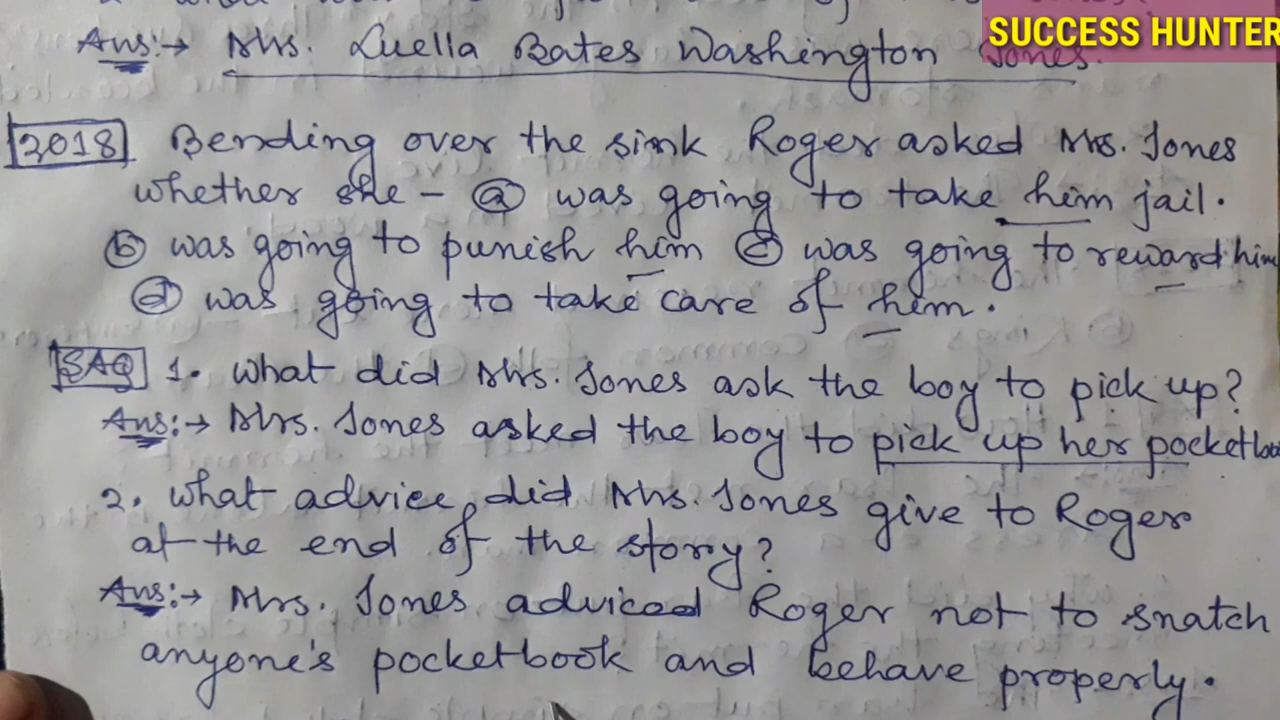 SUCCESS HUNTER
Ans:→ Mrs. Luella Bates Washington Jones.
2018 Bending over the sink Roger asked Mrs. Jones
whether she – ⓐ was going to take him jail.
ⓑ was going to punish him ⓒ was going to reward him
ⓓ was going to take care of him.
SAQ 1. What did Mrs. Jones ask the boy to pick up?
Ans:→ Mrs. Jones asked the boy to pick up her pocketboo
2. What advice did Mrs. Jones give to Roger
at the end of the story?
Ans:→ Mrs. Jones adviced Roger not to snatch
anyone's pocketbook and behave properly.